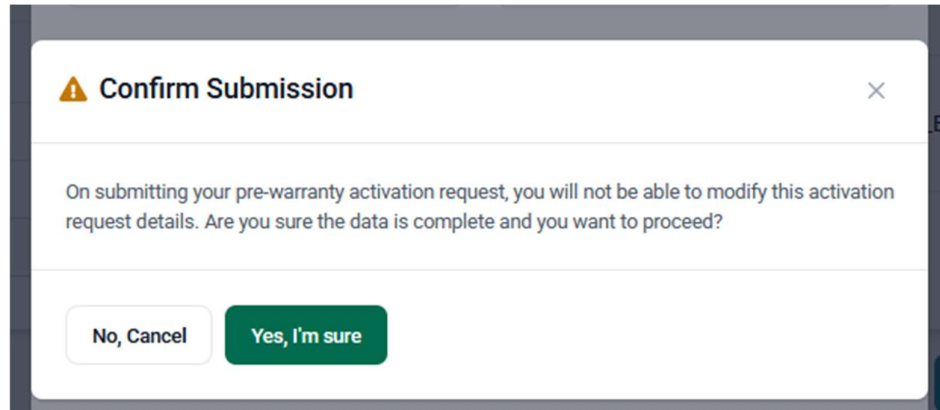 Confirm Submission
On submitting your pre-warranty activation request, you will not be able to modify this activation
request details. Are you sure the data is complete and you want to proceed?
No, Cancel
Yes, I'm sure